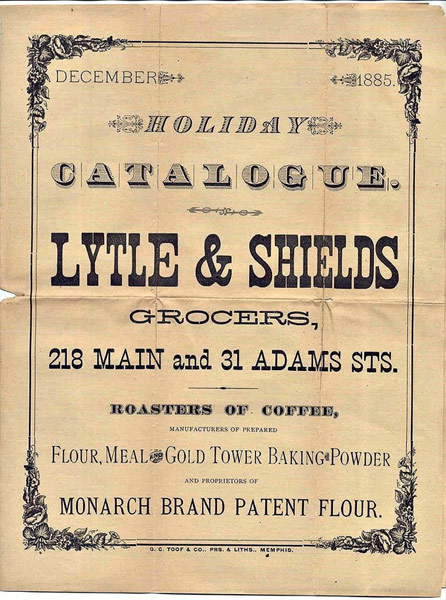 DECEMBER 1885.
HOLIDAY
CATALOGUE.
LYTLE & SHIELDS
GROCERS,
218 MAIN and 31 ADAMS STS.
ROASTERS OF COFFEE,
MANUFACTURERS OF PREPARED
FLOUR, MEAL AND GOLD TOWER BAKING POWDER
AND PROPRIETORS OF
MONARCH BRAND PATENT FLOUR.
G. C. TOOF & CO., PRS. & LITHS., MEMPHIS.